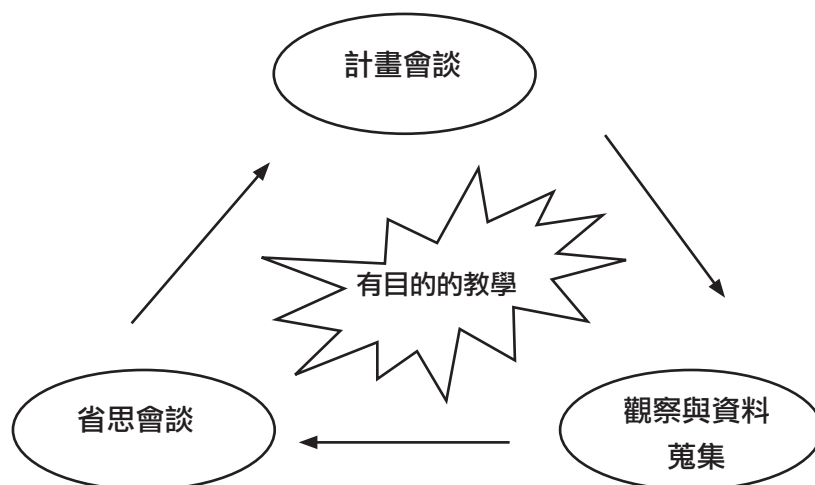 計畫會談
有目的的教學
省思會談
觀察與資料
蒐集